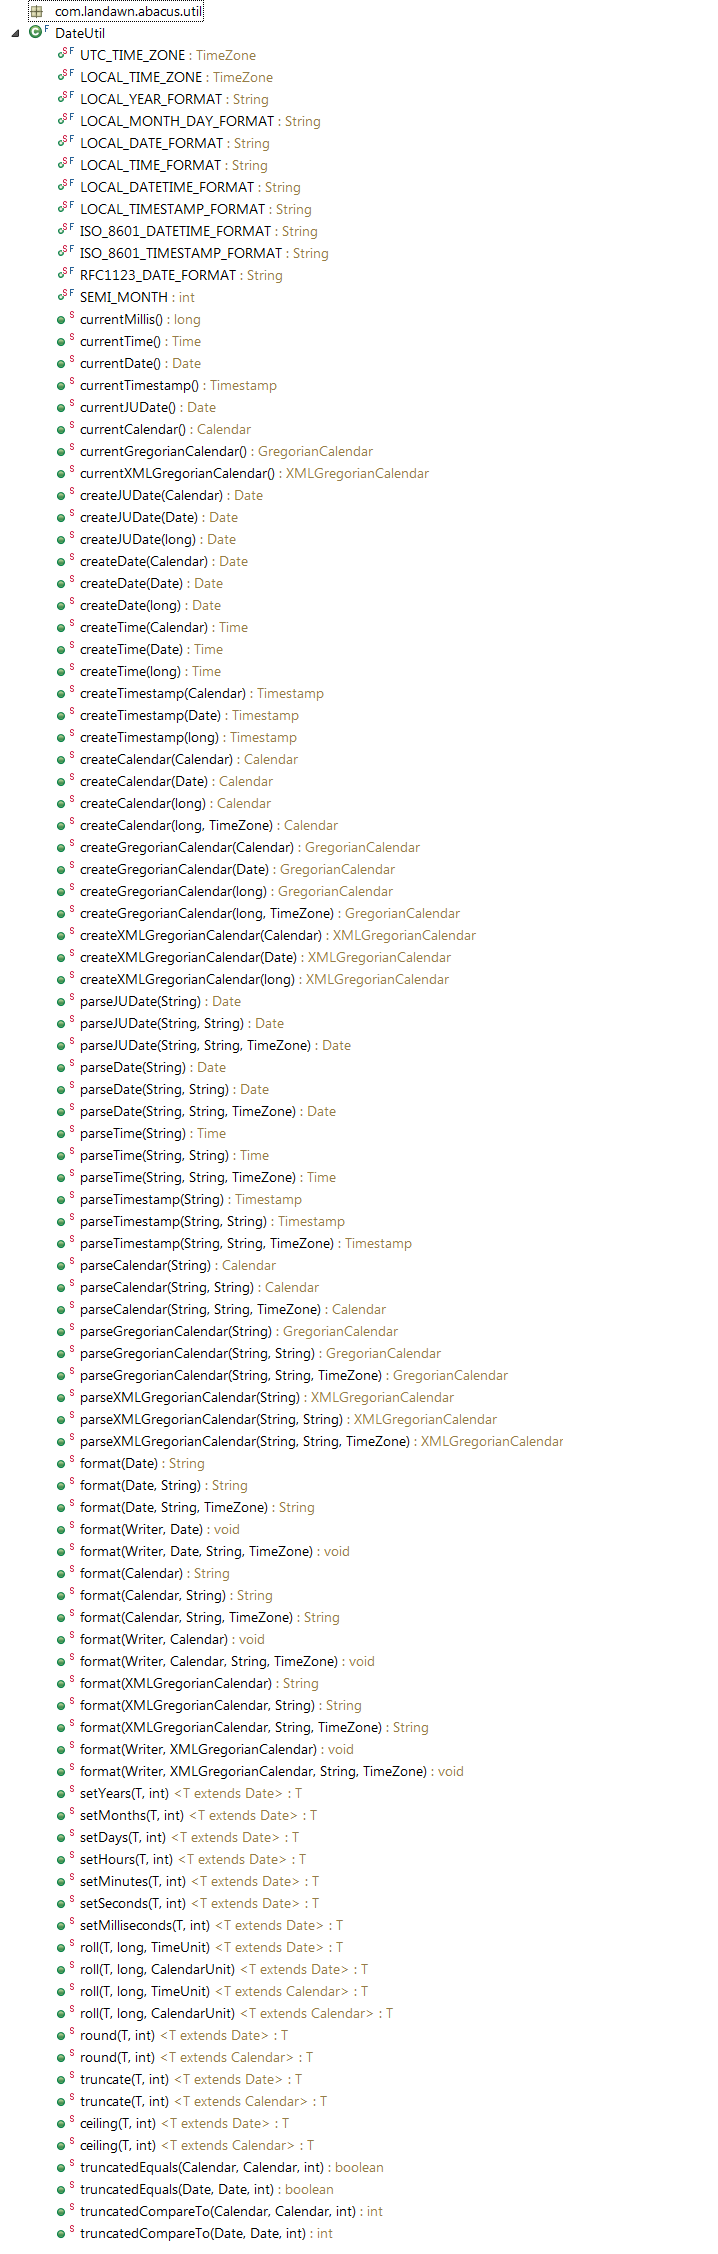 com.landawn.abacus.util
DateUtil
UTC_TIME_ZONE : TimeZone
LOCAL_TIME_ZONE : TimeZone
LOCAL_YEAR_FORMAT : String
LOCAL_MONTH_DAY_FORMAT : String
LOCAL_DATE_FORMAT : String
LOCAL_TIME_FORMAT : String
LOCAL_DATETIME_FORMAT : String
LOCAL_TIMESTAMP_FORMAT : String
ISO_8601_DATETIME_FORMAT : String
ISO_8601_TIMESTAMP_FORMAT : String
RFC1123_DATE_FORMAT : String
SEMI_MONTH : int
currentMillis() : long
currentTime() : Time
currentDate() : Date
currentTimestamp() : Timestamp
currentJUDate() : Date
currentCalendar() : Calendar
currentGregorianCalendar() : GregorianCalendar
currentXMLGregorianCalendar() : XMLGregorianCalendar
createJUDate(Calendar) : Date
createJUDate(Date) : Date
createJUDate(long) : Date
createDate(Calendar) : Date
createDate(Date) : Date
createDate(long) : Date
createTime(Calendar) : Time
createTime(Date) : Time
createTime(long) : Time
createTimestamp(Calendar) : Timestamp
createTimestamp(Date) : Timestamp
createTimestamp(long) : Timestamp
createCalendar(Calendar) : Calendar
createCalendar(Date) : Calendar
createCalendar(long) : Calendar
createCalendar(long, TimeZone) : Calendar
createGregorianCalendar(Calendar) : GregorianCalendar
createGregorianCalendar(Date) : GregorianCalendar
createGregorianCalendar(long) : GregorianCalendar
createGregorianCalendar(long, TimeZone) : GregorianCalendar
createXMLGregorianCalendar(Calendar) : XMLGregorianCalendar
createXMLGregorianCalendar(Date) : XMLGregorianCalendar
createXMLGregorianCalendar(long) : XMLGregorianCalendar
parseJUDate(String) : Date
parseJUDate(String, String) : Date
parseJUDate(String, String, TimeZone) : Date
parseDate(String) : Date
parseDate(String, String) : Date
parseDate(String, String, TimeZone) : Date
parseTime(String) : Time
parseTime(String, String) : Time
parseTime(String, String, TimeZone) : Time
parseTimestamp(String) : Timestamp
parseTimestamp(String, String) : Timestamp
parseTimestamp(String, String, TimeZone) : Timestamp
parseCalendar(String) : Calendar
parseCalendar(String, String) : Calendar
parseCalendar(String, String, TimeZone) : Calendar
parseGregorianCalendar(String) : GregorianCalendar
parseGregorianCalendar(String, String) : GregorianCalendar
parseGregorianCalendar(String, String, TimeZone) : GregorianCalendar
parseXMLGregorianCalendar(String) : XMLGregorianCalendar
parseXMLGregorianCalendar(String, String) : XMLGregorianCalendar
parseXMLGregorianCalendar(String, String, TimeZone) : XMLGregorianCalendar
format(Date) : String
format(Date, String) : String
format(Date, String, TimeZone) : String
format(Writer, Date) : void
format(Writer, Date, String, TimeZone) : void
format(Calendar) : String
format(Calendar, String) : String
format(Calendar, String, TimeZone) : String
format(Writer, Calendar) : void
format(Writer, Calendar, String, TimeZone) : void
format(XMLGregorianCalendar) : String
format(XMLGregorianCalendar, String) : String
format(XMLGregorianCalendar, String, TimeZone) : String
format(Writer, XMLGregorianCalendar) : void
format(Writer, XMLGregorianCalendar, String, TimeZone) : void
setYears(T, int) <T extends Date> : T
setMonths(T, int) <T extends Date> : T
setDays(T, int) <T extends Date> : T
setHours(T, int) <T extends Date> : T
setMinutes(T, int) <T extends Date> : T
setSeconds(T, int) <T extends Date> : T
setMilliseconds(T, int) <T extends Date> : T
roll(T, long, TimeUnit) <T extends Date> : T
roll(T, long, CalendarUnit) <T extends Date> : T
roll(T, long, TimeUnit) <T extends Calendar> : T
roll(T, long, CalendarUnit) <T extends Calendar> : T
round(T, int) <T extends Date> : T
round(T, int) <T extends Calendar> : T
truncate(T, int) <T extends Date> : T
truncate(T, int) <T extends Calendar> : T
ceiling(T, int) <T extends Date> : T
ceiling(T, int) <T extends Calendar> : T
truncatedEquals(Calendar, Calendar, int) : boolean
truncatedEquals(Date, Date, int) : boolean
truncatedCompareTo(Calendar, Calendar, int) : int
truncatedCompareTo(Date, Date, int) : int